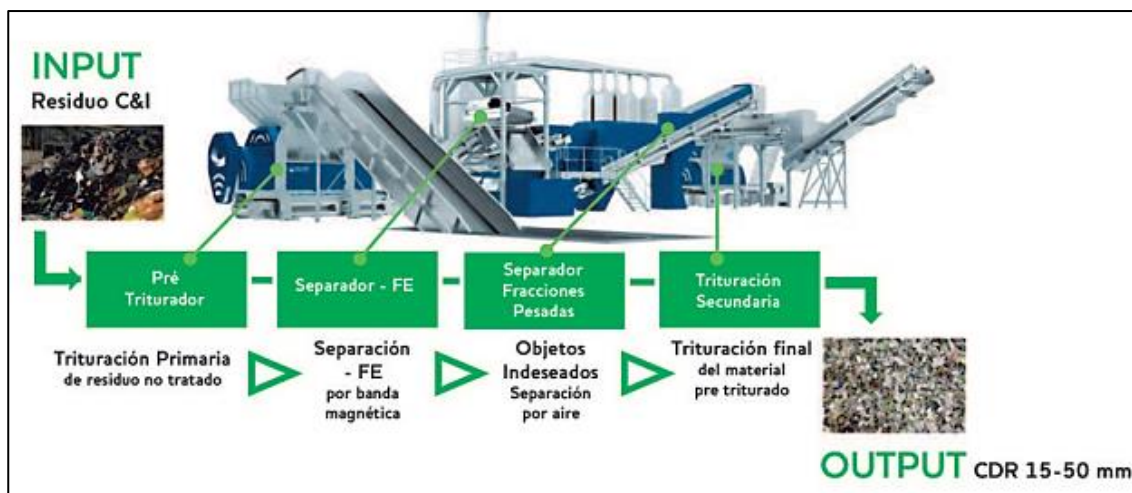 INPUT
Residuo C&I
Pré
Triturador
Separador - FE
Separador
Fracciones
Pesadas
Trituración
Secundaria
Trituración Primaria
de residuo no tratado
Separación
- FE
por banda
magnética
Objetos
Indeseados
Separación
por aire
Trituración final
del material
pre triturado
OUTPUT CDR 15-50 mm